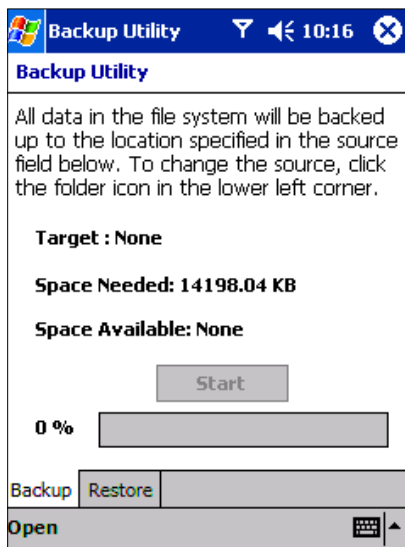 Backup Utility 10:16
Backup Utility
All data in the file system will be backed
up to the location specified in the source
field below. To change the source, click
the folder icon in the lower left corner.
Target : None
Space Needed: 14198.04 KB
Space Available: None
Start
0 %
Backup Restore
Open